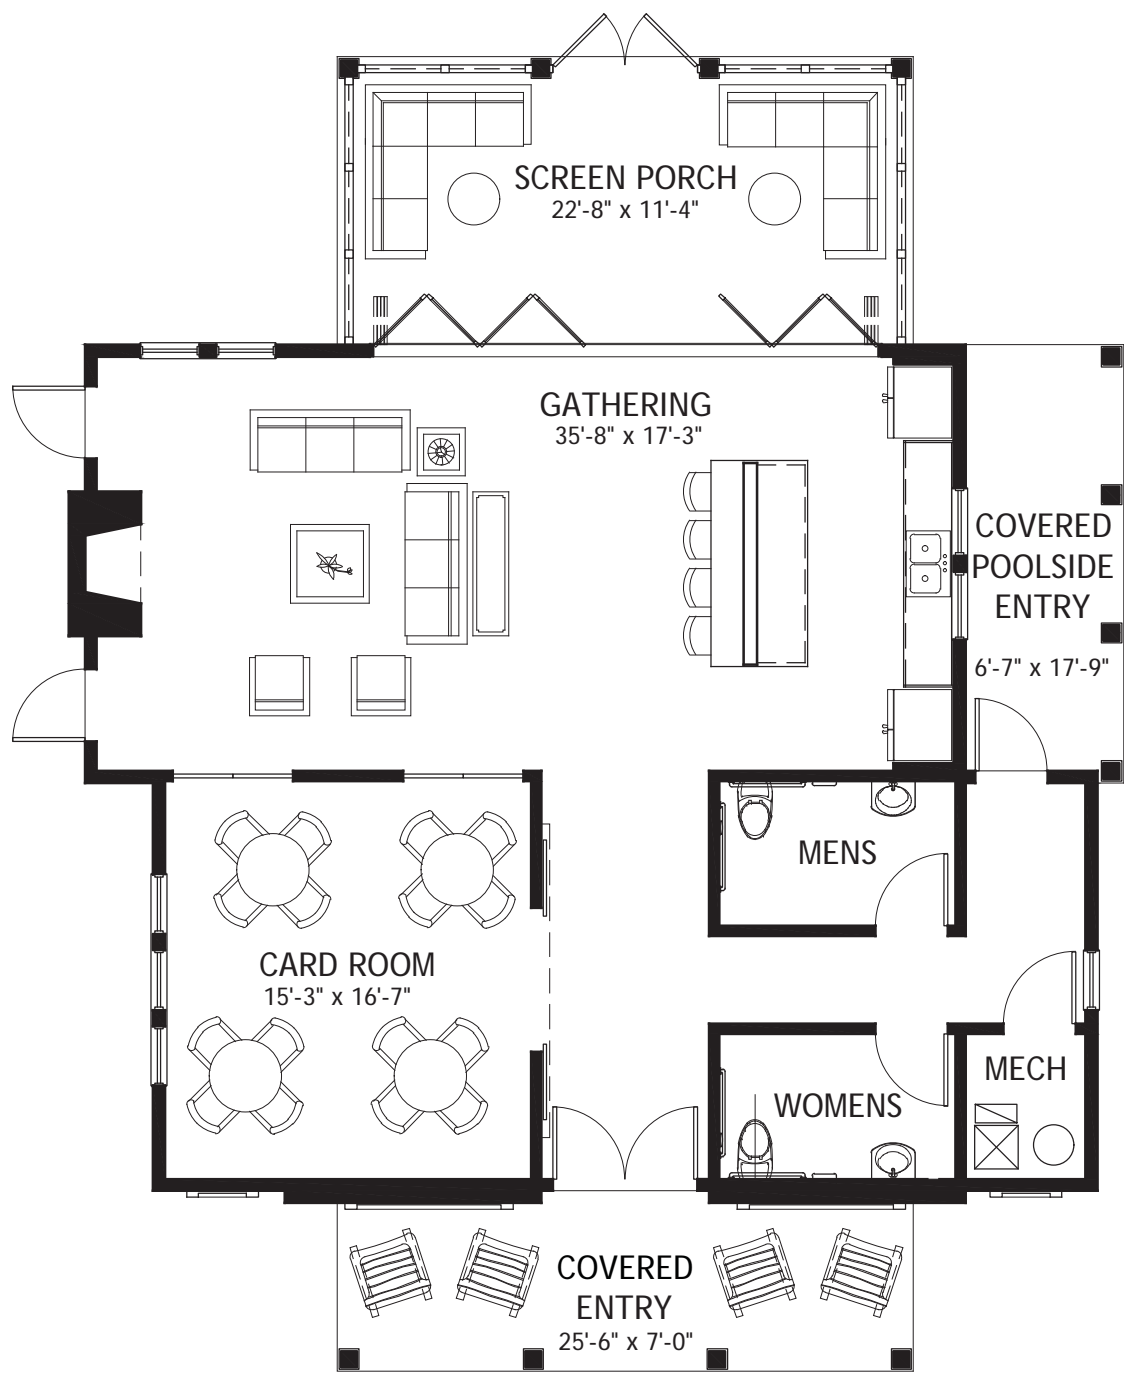 SCREEN PORCH
22'-8" x 11'-4"
GATHERING
35'-8" x 17'-3"
COVERED
POOLSIDE
ENTRY
6'-7" x 17'-9"
MENS
CARD ROOM
15'-3" x 16'-7"
MECH
WOMENS
COVERED
ENTRY
25'-6" x 7'-0"